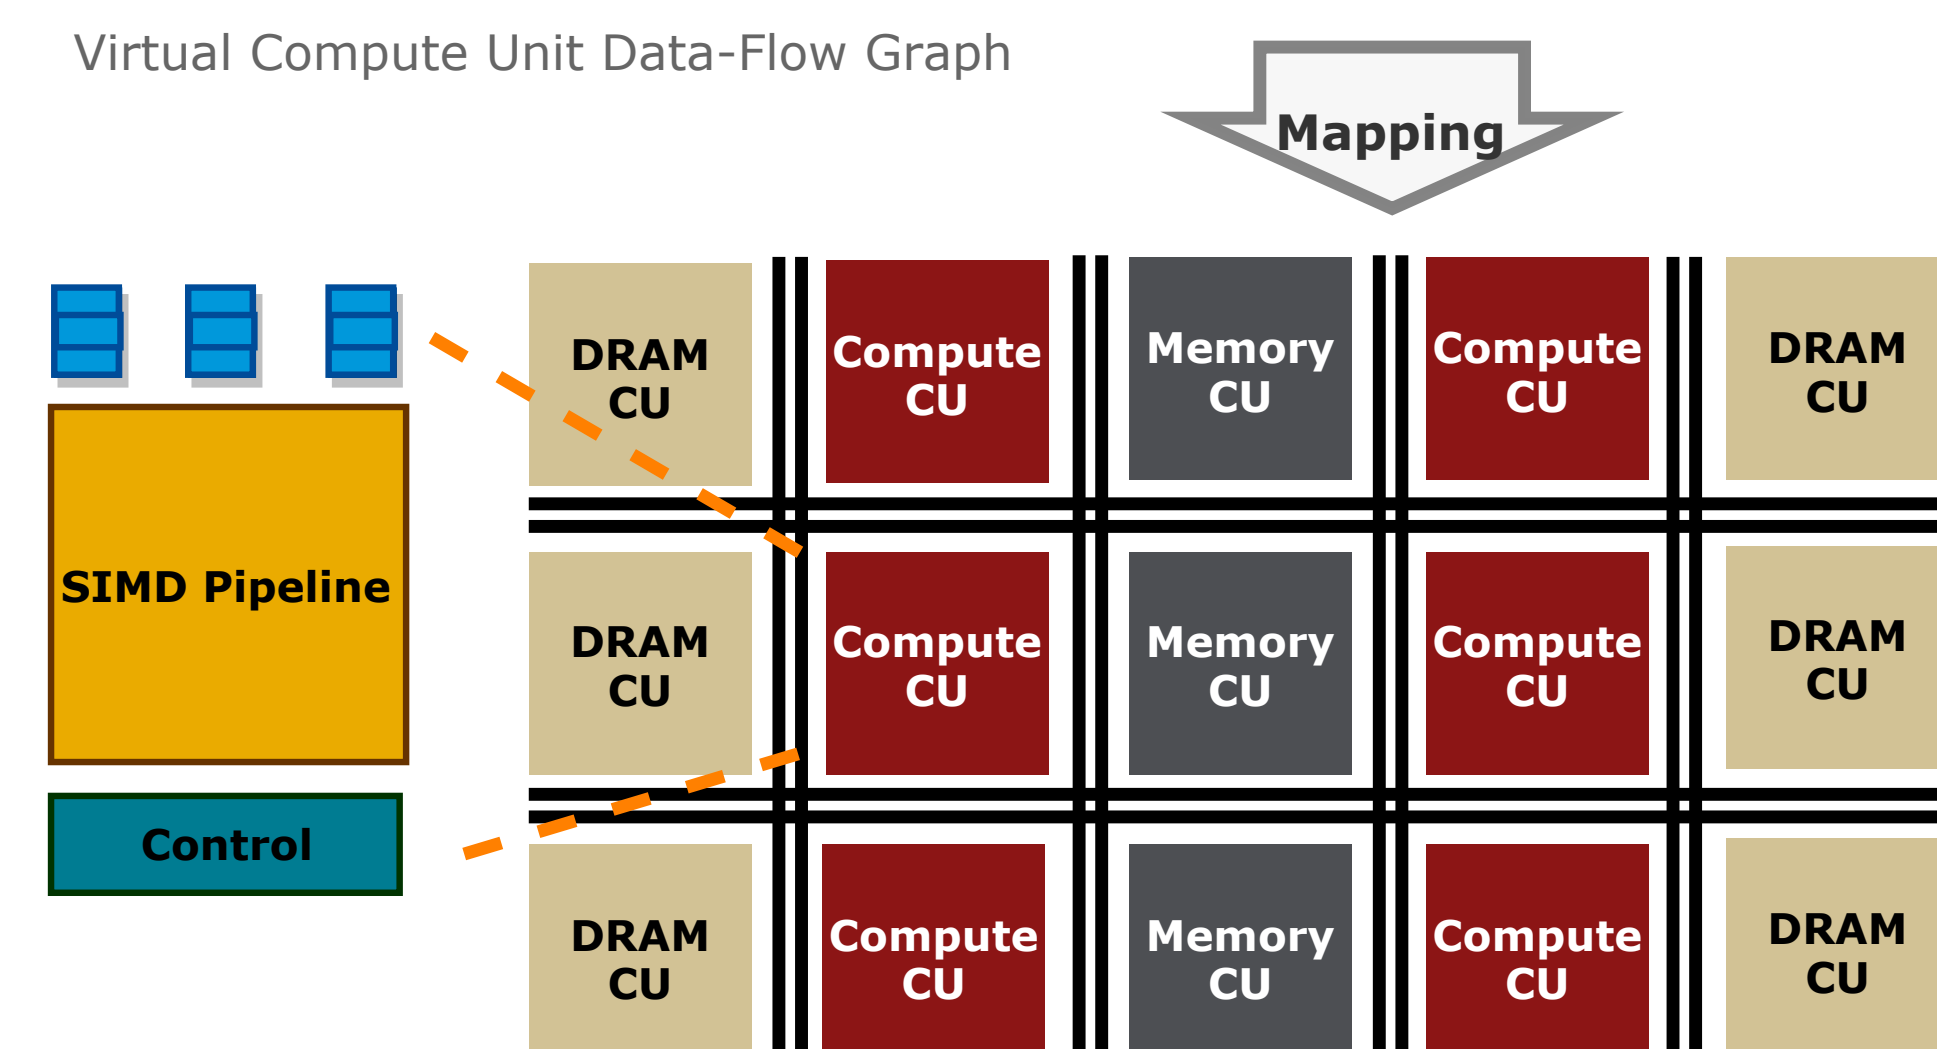 Virtual Compute Unit Data-Flow Graph
Mapping
SIMD Pipeline
Control
DRAM
CU
Compute
CU
Memory
CU
Compute
CU
DRAM
CU
DRAM
CU
Compute
CU
Memory
CU
Compute
CU
DRAM
CU
DRAM
CU
Compute
CU
Memory
CU
Compute
CU
DRAM
CU